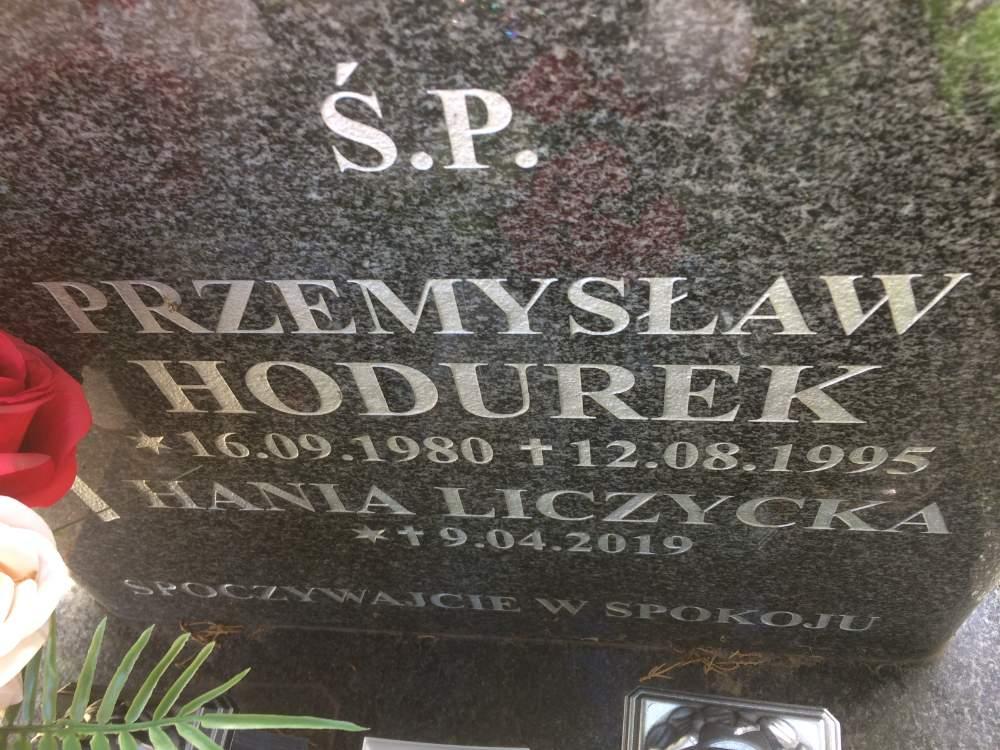 Ś.P.
PRZEMYSŁAW
HODUREK
* 16.09.1980 † 12.08.1995
HANIA LICZYCKA
* † 9.04.2019
SPOCZYWAJCIE W SPOKOJU